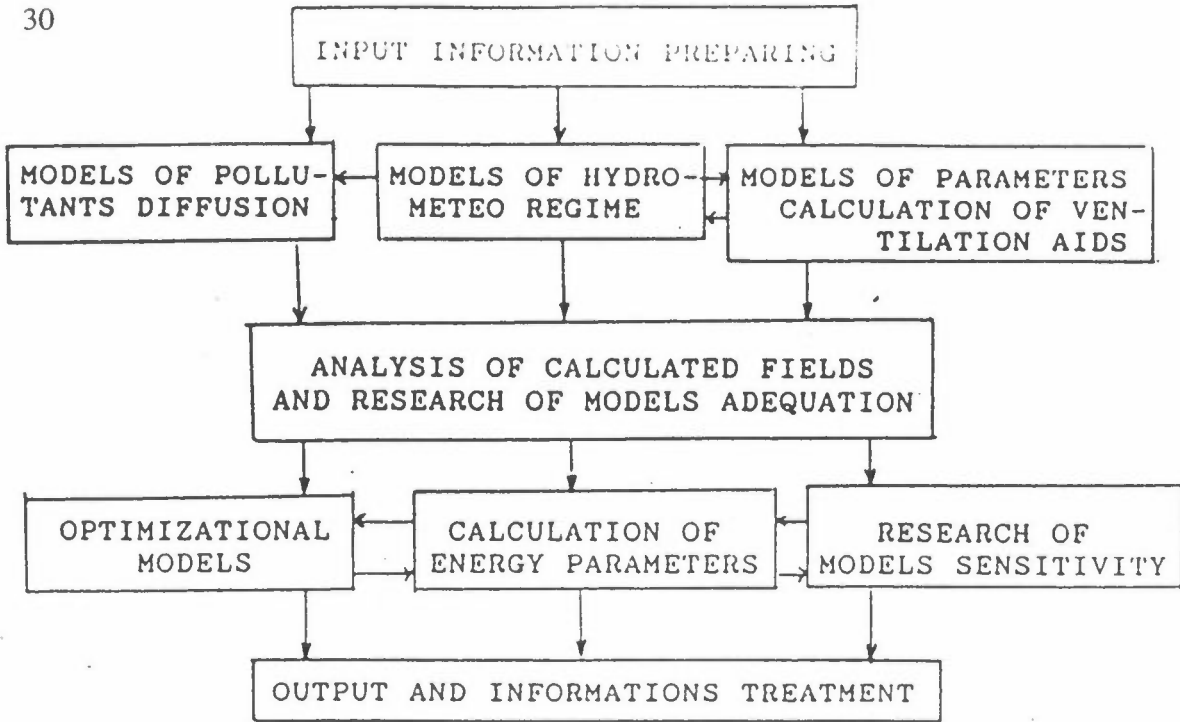 30
INPUT INFORMATION PREPARING
MODELS OF POLLU-
TANTS DIFFUSION
MODELS OF HYDRO-
METEO REGIME
MODELS OF PARAMETERS
CALCULATION OF VEN-
TILATION AIDS
ANALYSIS OF CALCULATED FIELDS
AND RESEARCH OF MODELS ADEQUATION
OPTIMIZATIONAL
MODELS
CALCULATION OF
ENERGY PARAMETERS
RESEARCH OF
MODELS SENSITIVITY
OUTPUT AND INFORMATIONS TREATMENT